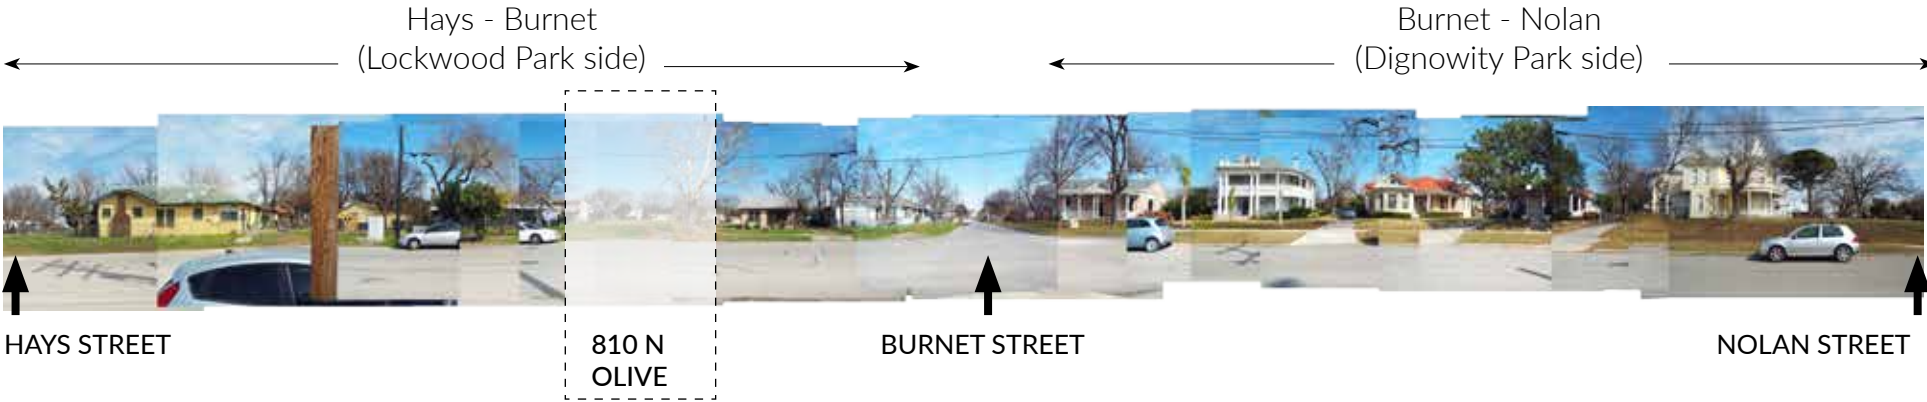 Hays - Burnet
(Lockwood Park side)
Burnet - Nolan
(Dignowity Park side)
HAYS STREET
810 N
OLIVE
BURNET STREET
NOLAN STREET